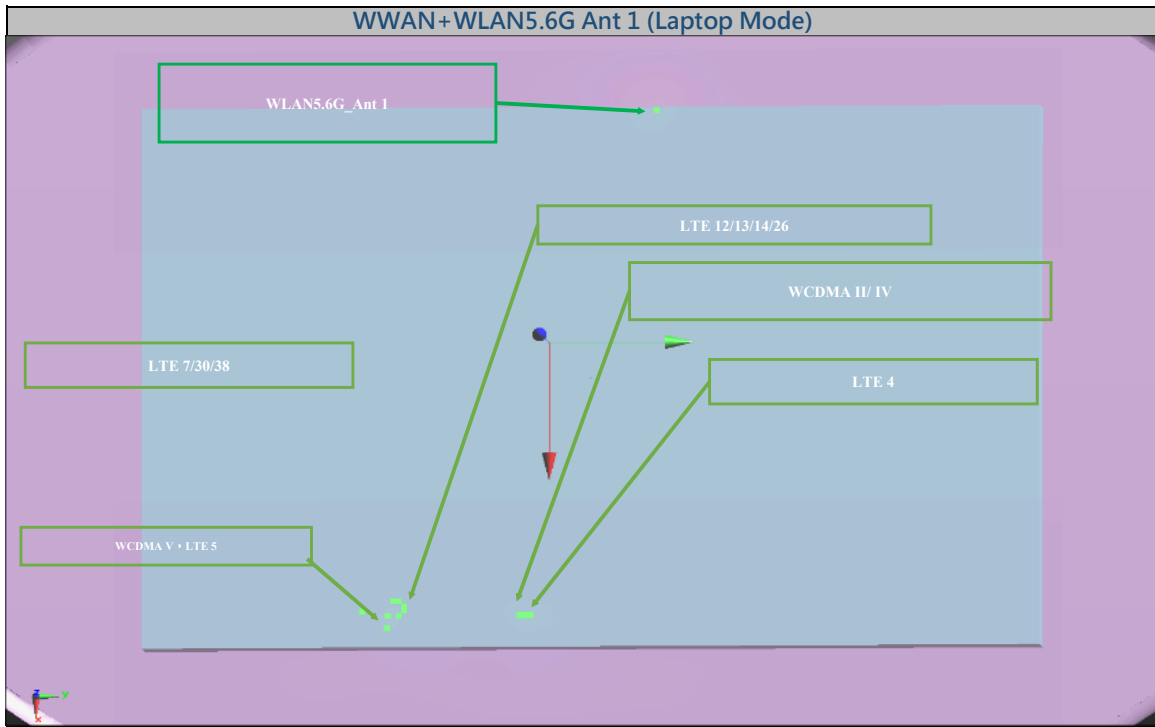 WWAN+WLAN5.6G Ant 1 (Laptop Mode)
WLAN5.6G_Ant 1
LTE 12/13/14/26
WCDMA II/ IV
LTE 7/30/38
LTE 4
WCDMA V，LTE 5
z
y
x